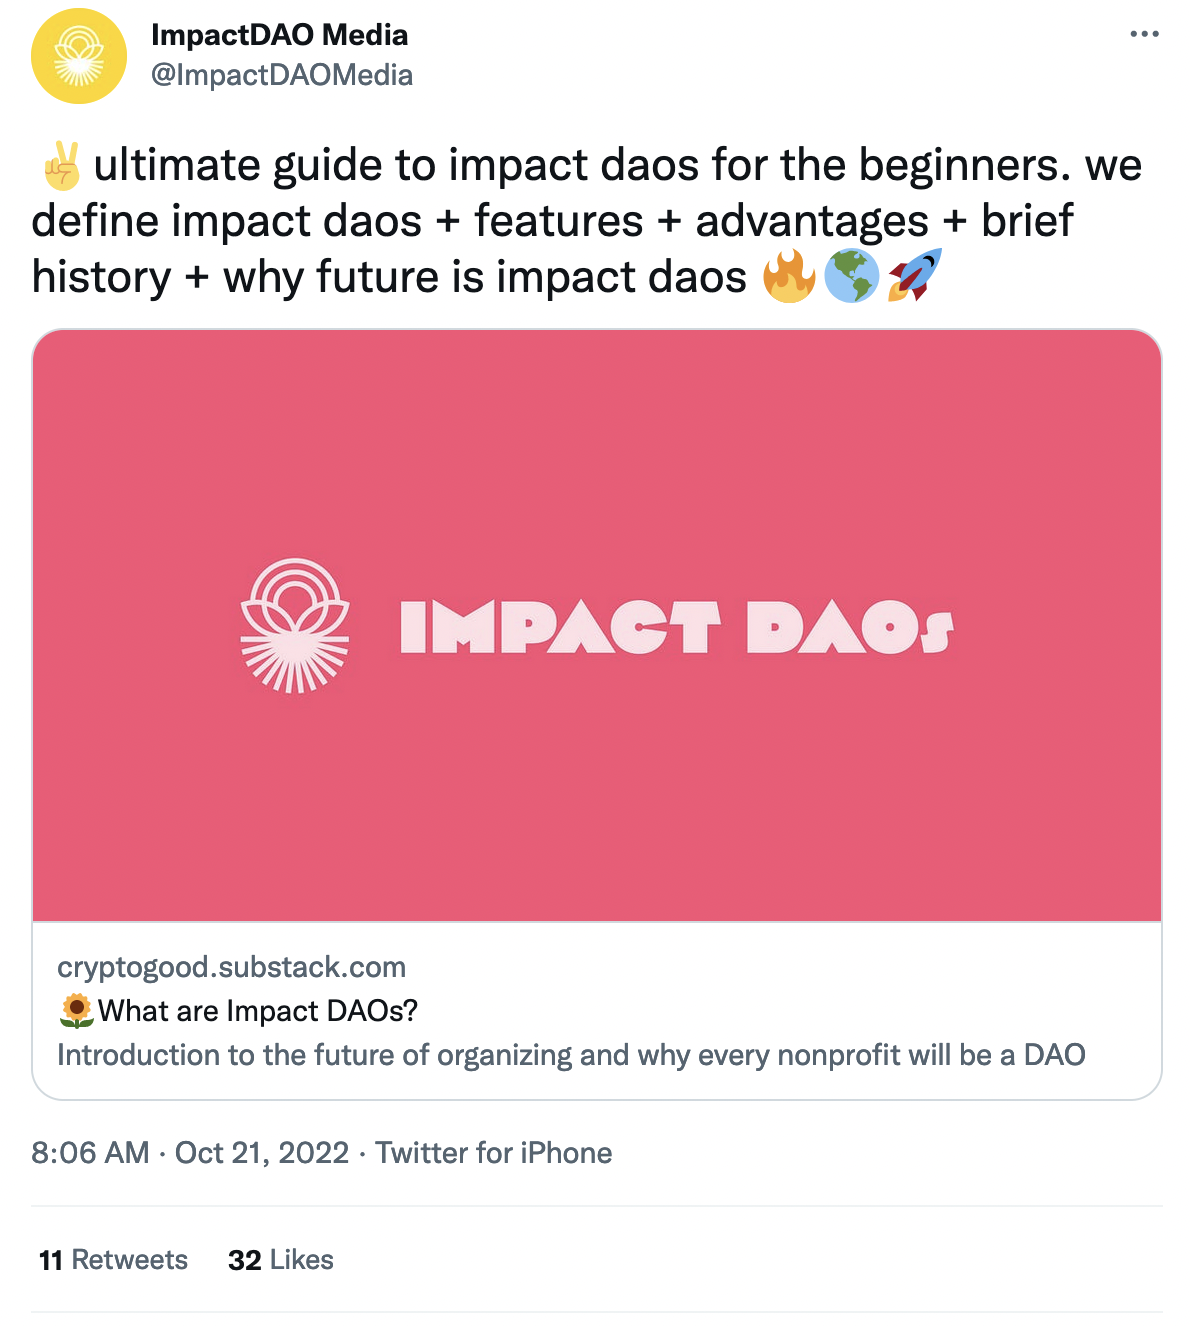 ImpactDAO Media
@ImpactDAOMedia
✌️ultimate guide to impact daos for the beginners. we
define impact daos + features + advantages + brief
history + why future is impact daos 🔥🌎🚀
IMPACT DAOs
cryptogood.substack.com
🌻What are Impact DAOs?
Introduction to the future of organizing and why every nonprofit will be a DAO
8:06 AM · Oct 21, 2022 · Twitter for iPhone
11 Retweets 32 Likes